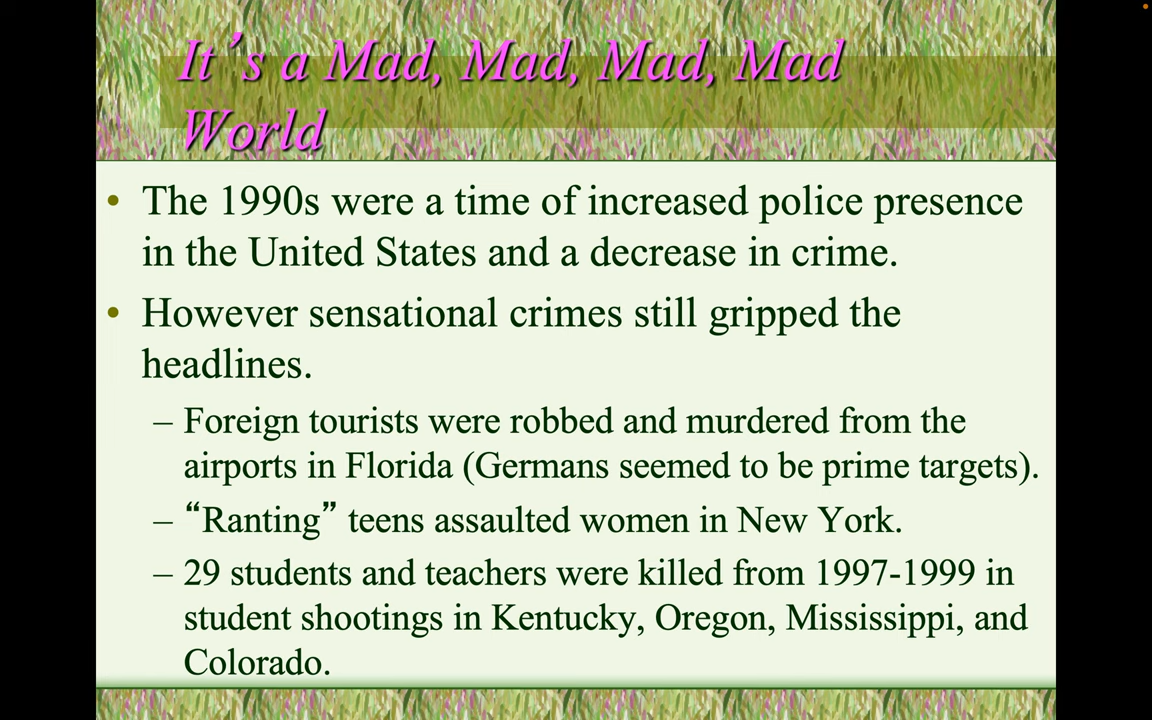 It’s a Mad, Mad, Mad, Mad
World
• The 1990s were a time of increased police presence
in the United States and a decrease in crime.
• However sensational crimes still gripped the
headlines.
– Foreign tourists were robbed and murdered from the
airports in Florida (Germans seemed to be prime targets).
– “Ranting” teens assaulted women in New York.
– 29 students and teachers were killed from 1997-1999 in
student shootings in Kentucky, Oregon, Mississippi, and
Colorado.